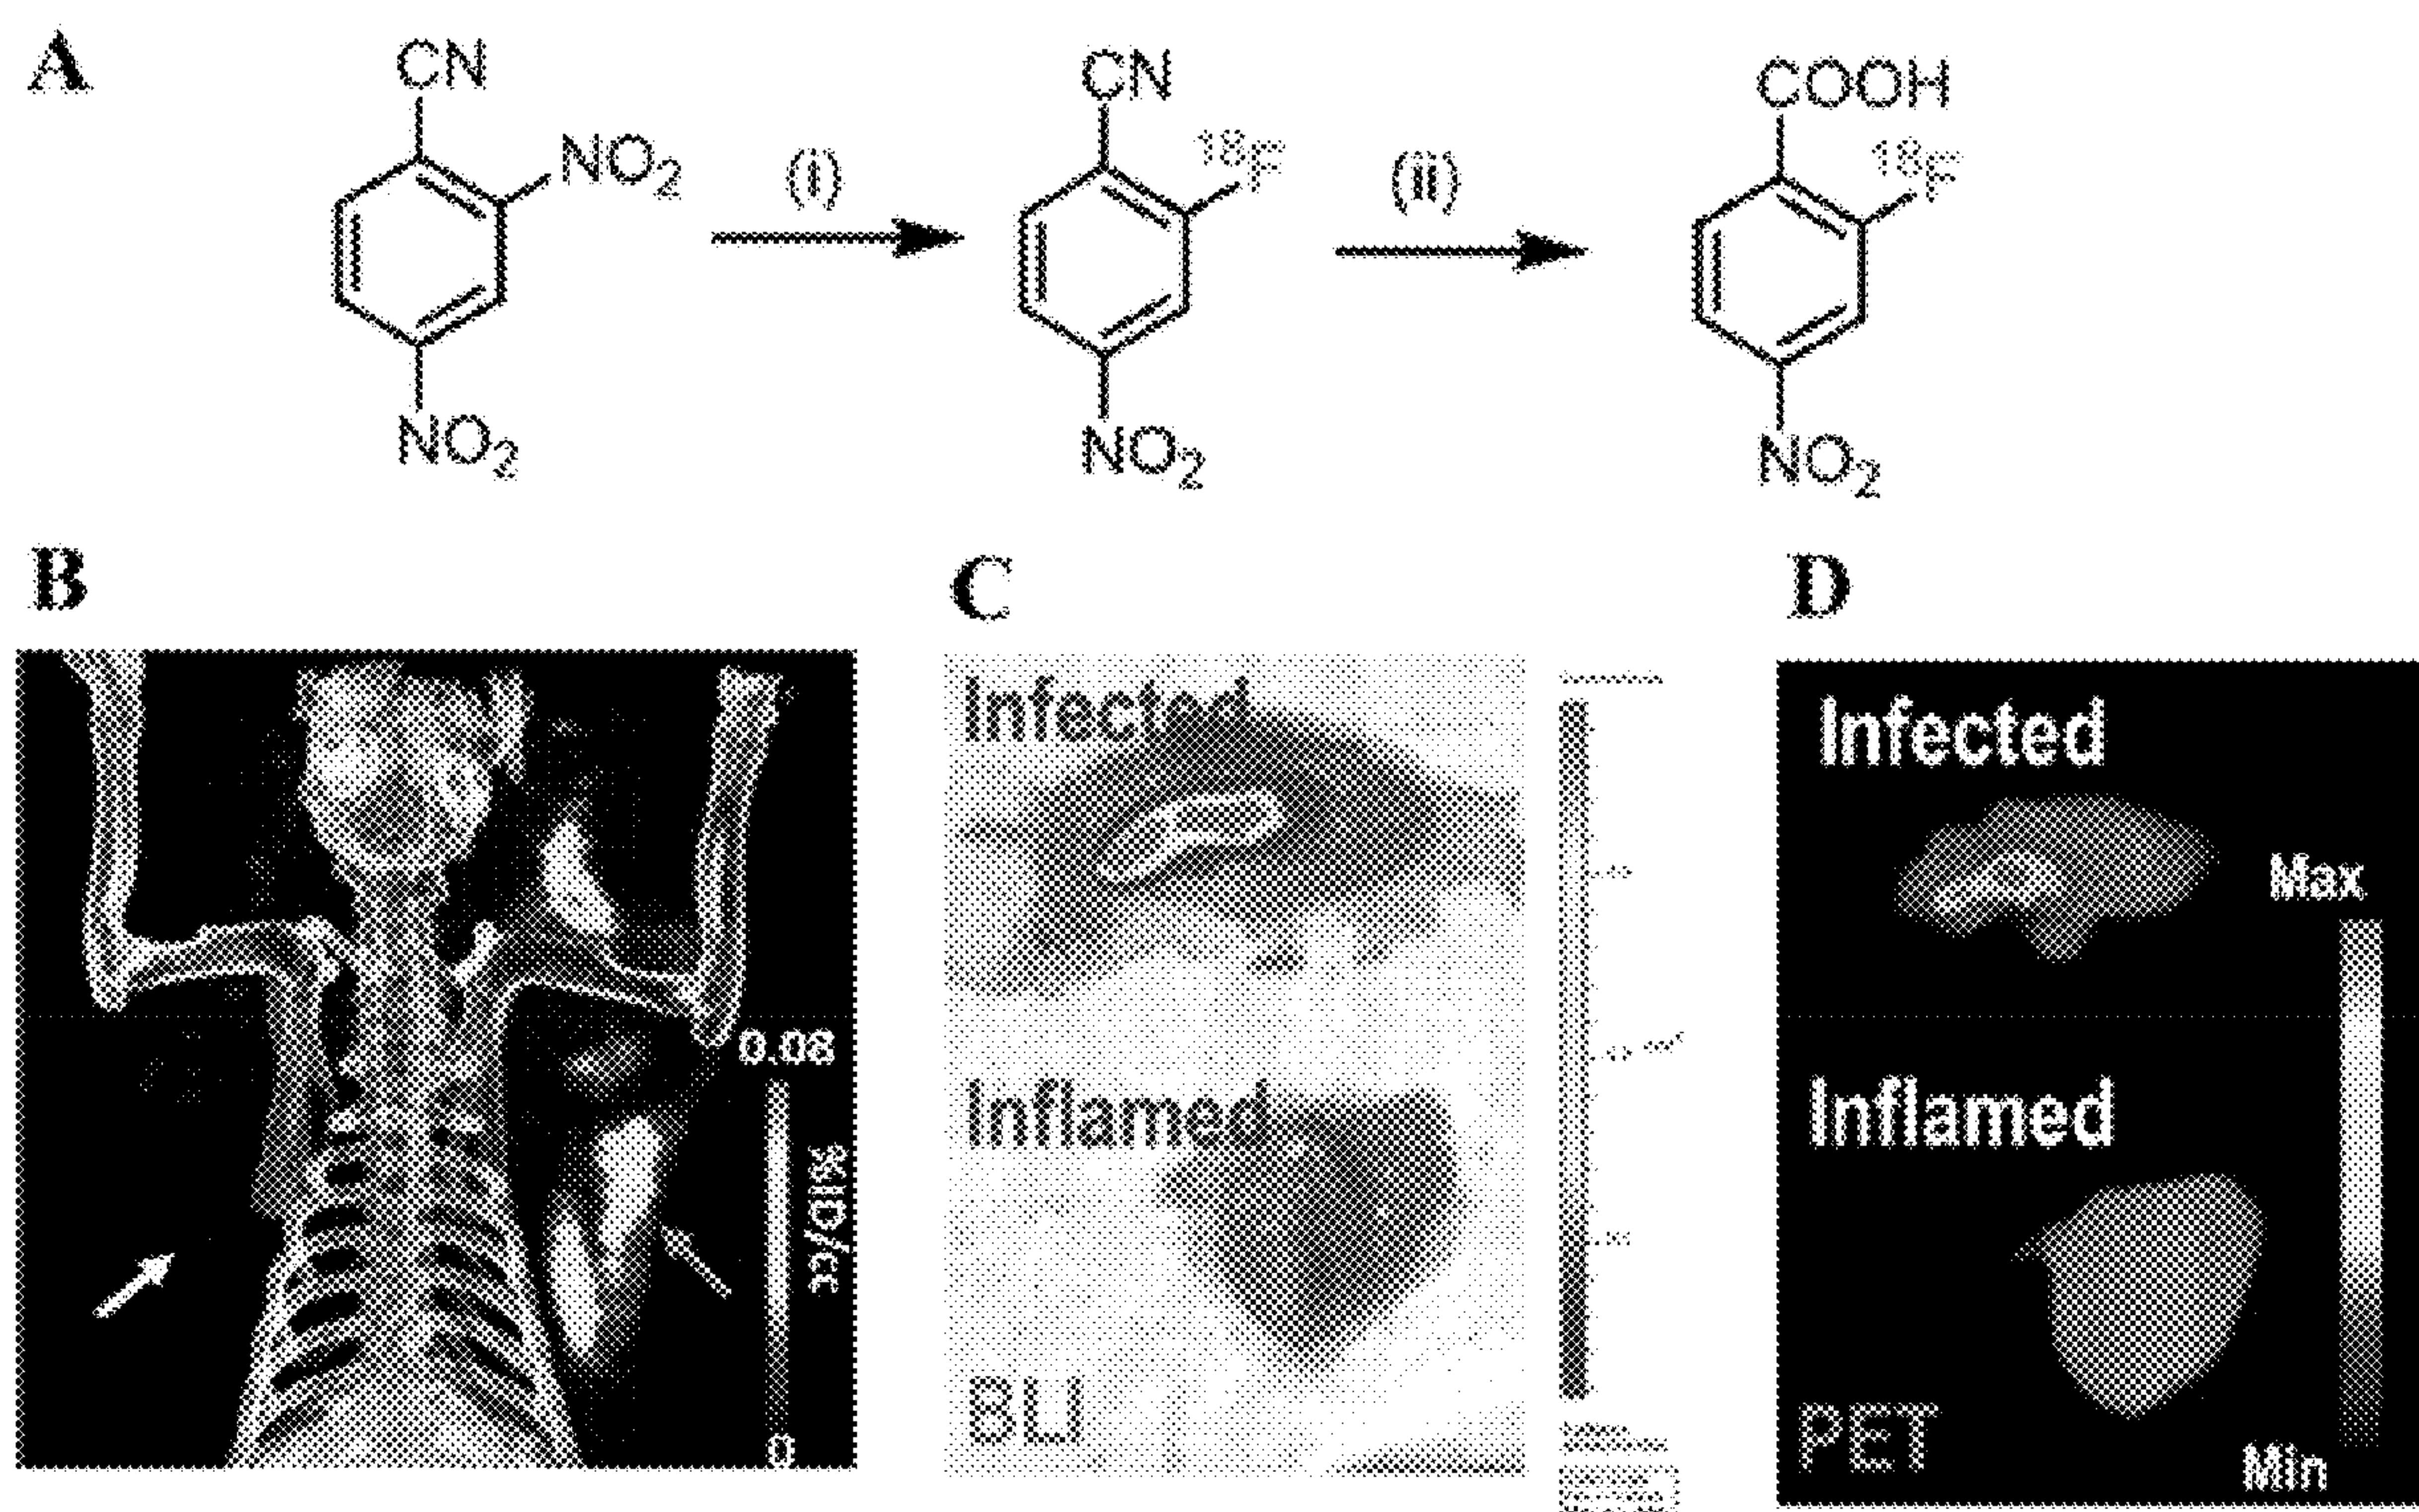 A
CN
NO₂
NO₂
(i)
CN
¹⁸F
NO₂
(ii)
COOH
¹⁸F
NO₂
B
0.08
%ID/cc
0
C
Infected
Inflamed
BLI
D
Infected
Max
Inflamed
PET
Min